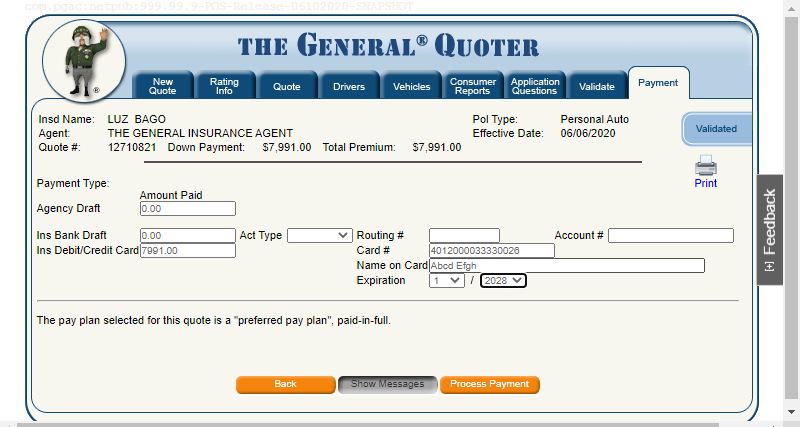 com.pgac:netpub:999.99.9-POS-Release-06102020-SNAPSHOT
THE GENERAL® QUOTER
®
New Quote
Rating Info
Quote
Drivers
Vehicles
Consumer Reports
Application Questions
Validate
Payment
Insd Name: LUZ BAGO Pol Type: Personal Auto
Agent: THE GENERAL INSURANCE AGENT Effective Date: 06/06/2020
Quote #: 12710821 Down Payment: $7,991.00 Total Premium: $7,991.00
Validated
Print
Payment Type:
Amount Paid
Agency Draft 0.00
Ins Bank Draft 0.00 Act Type Routing # Account #
Ins Debit/Credit Card 7991.00 Card # 4012000033330026
Name on Card Abcd Efgh
Expiration 1 / 2028
The pay plan selected for this quote is a "preferred pay plan", paid-in-full.
Back Show Messages Process Payment
[+] Feedback